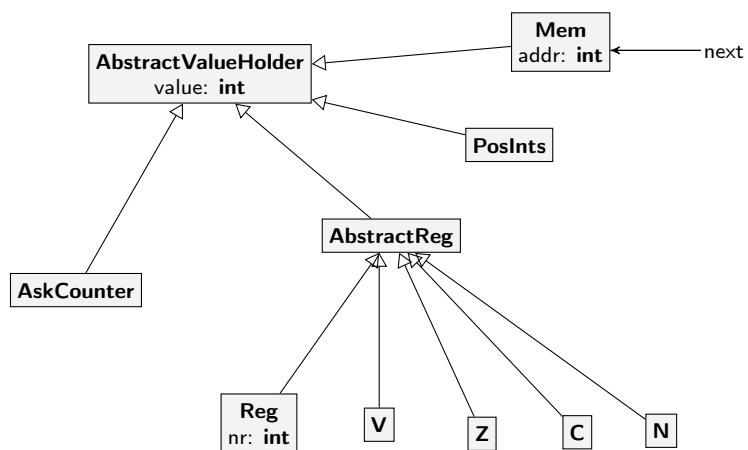 Mem
addr: int
next
AbstractValueHolder
value: int
PosInts
AbstractReg
AskCounter
Reg
nr: int
V
Z
C
N